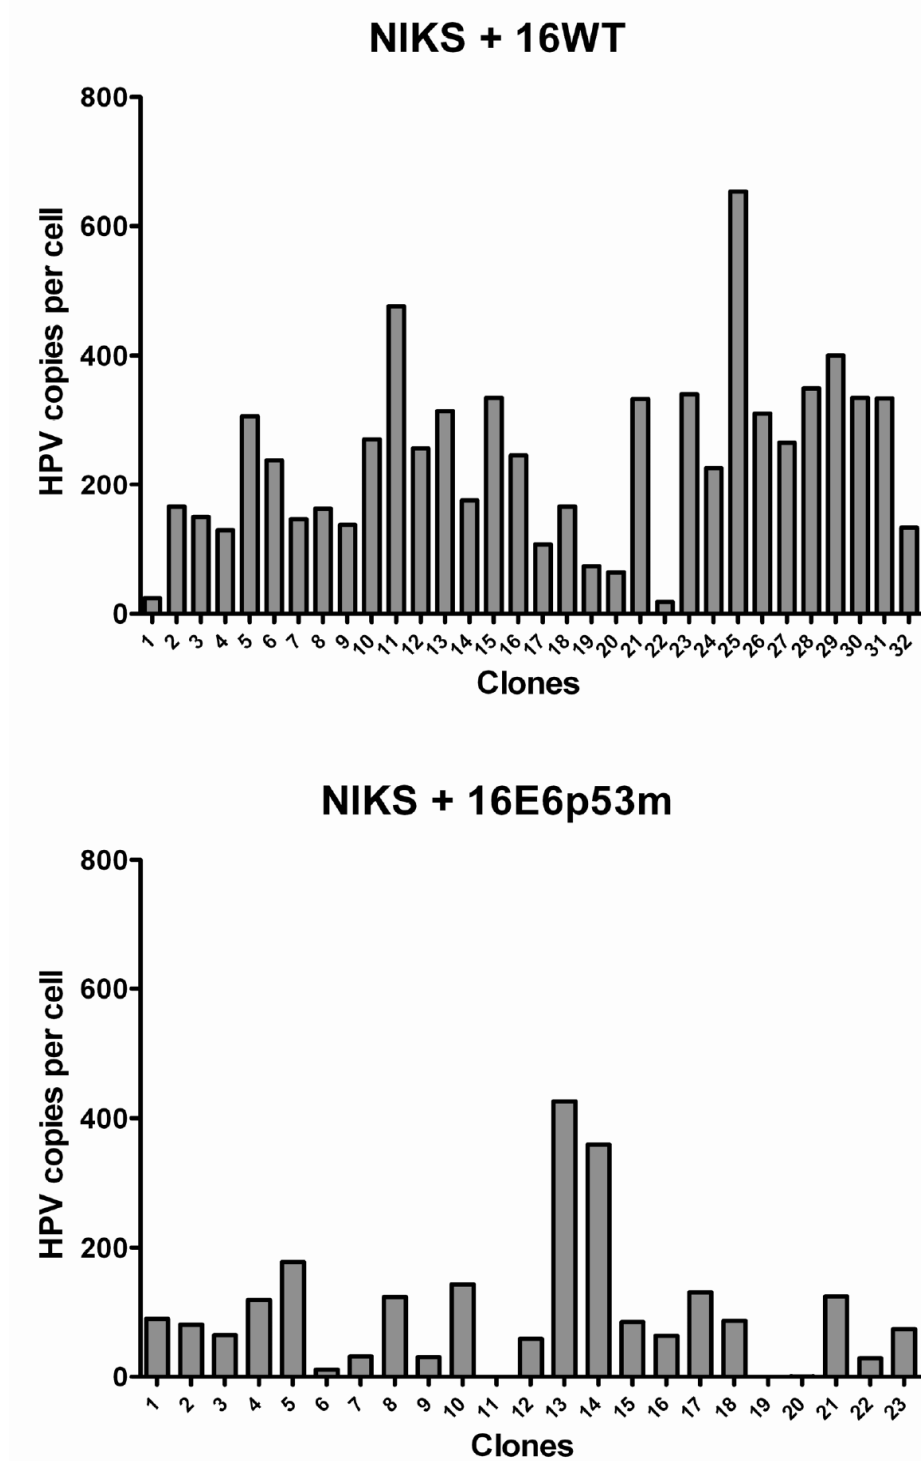 NIKS + 16WT
HPV copies per cell
800
600
400
200
0
1 2 3 4 5 6 7 8 9 10 11 12 13 14 15 16 17 18 19 20 21 22 23 24 25 26 27 28 29 30 31 32
Clones
NIKS + 16E6p53m
HPV copies per cell
800
600
400
200
0
1 2 3 4 5 6 7 8 9 10 11 12 13 14 15 16 17 18 19 20 21 22 23
Clones